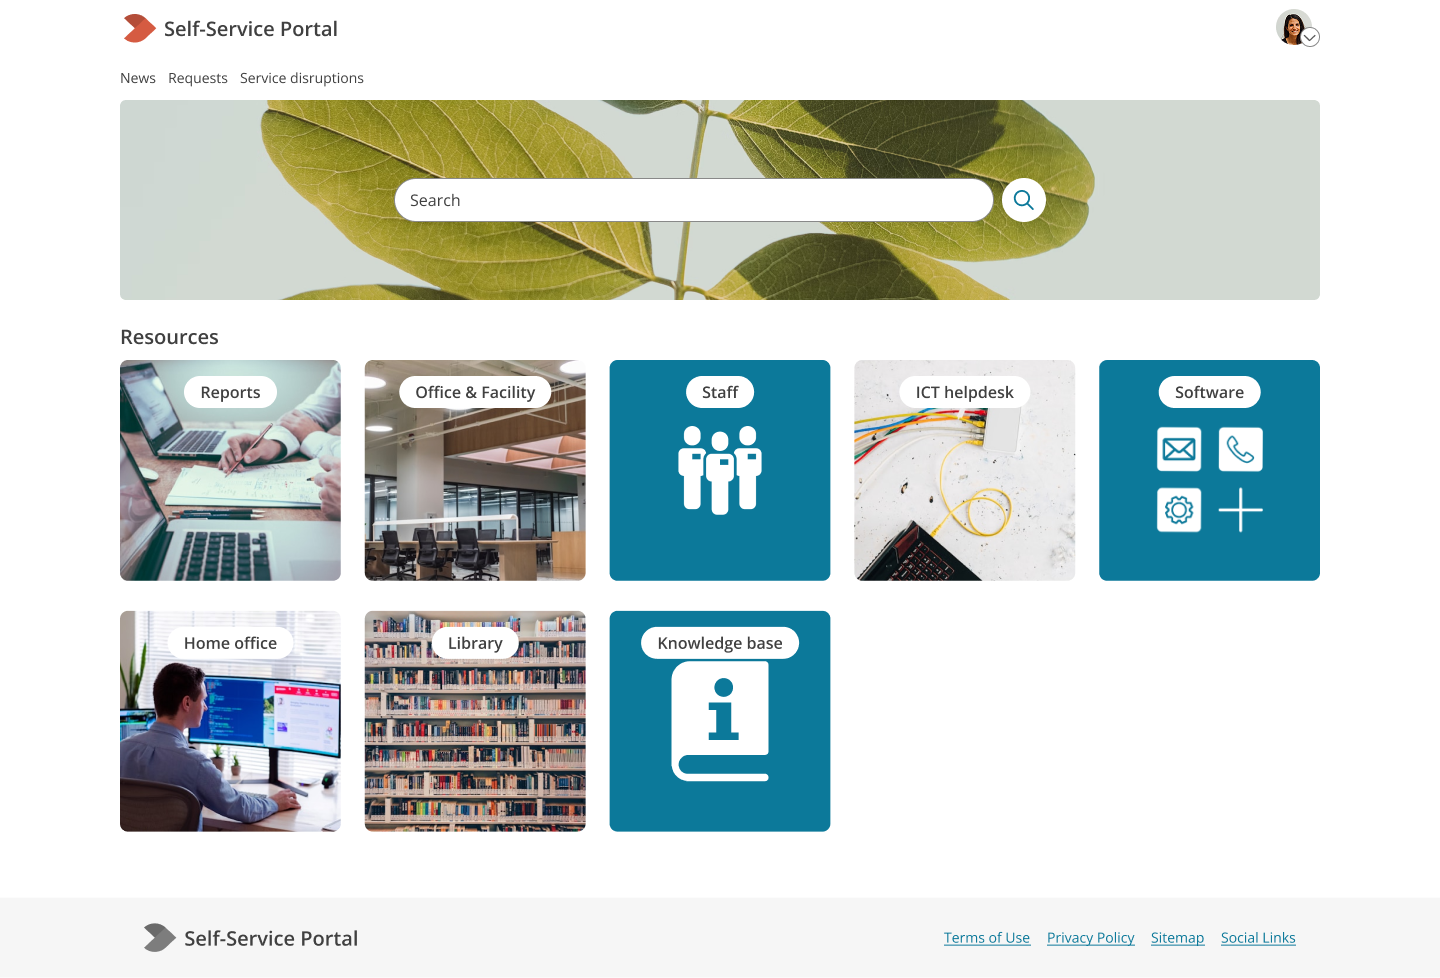 Self-Service Portal
News Requests Service disruptions
Search
Resources
Reports
Office & Facility
Staff
ICT helpdesk
Software
Home office
Library
Knowledge base
Self-Service Portal
Terms of Use Privacy Policy Sitemap Social Links